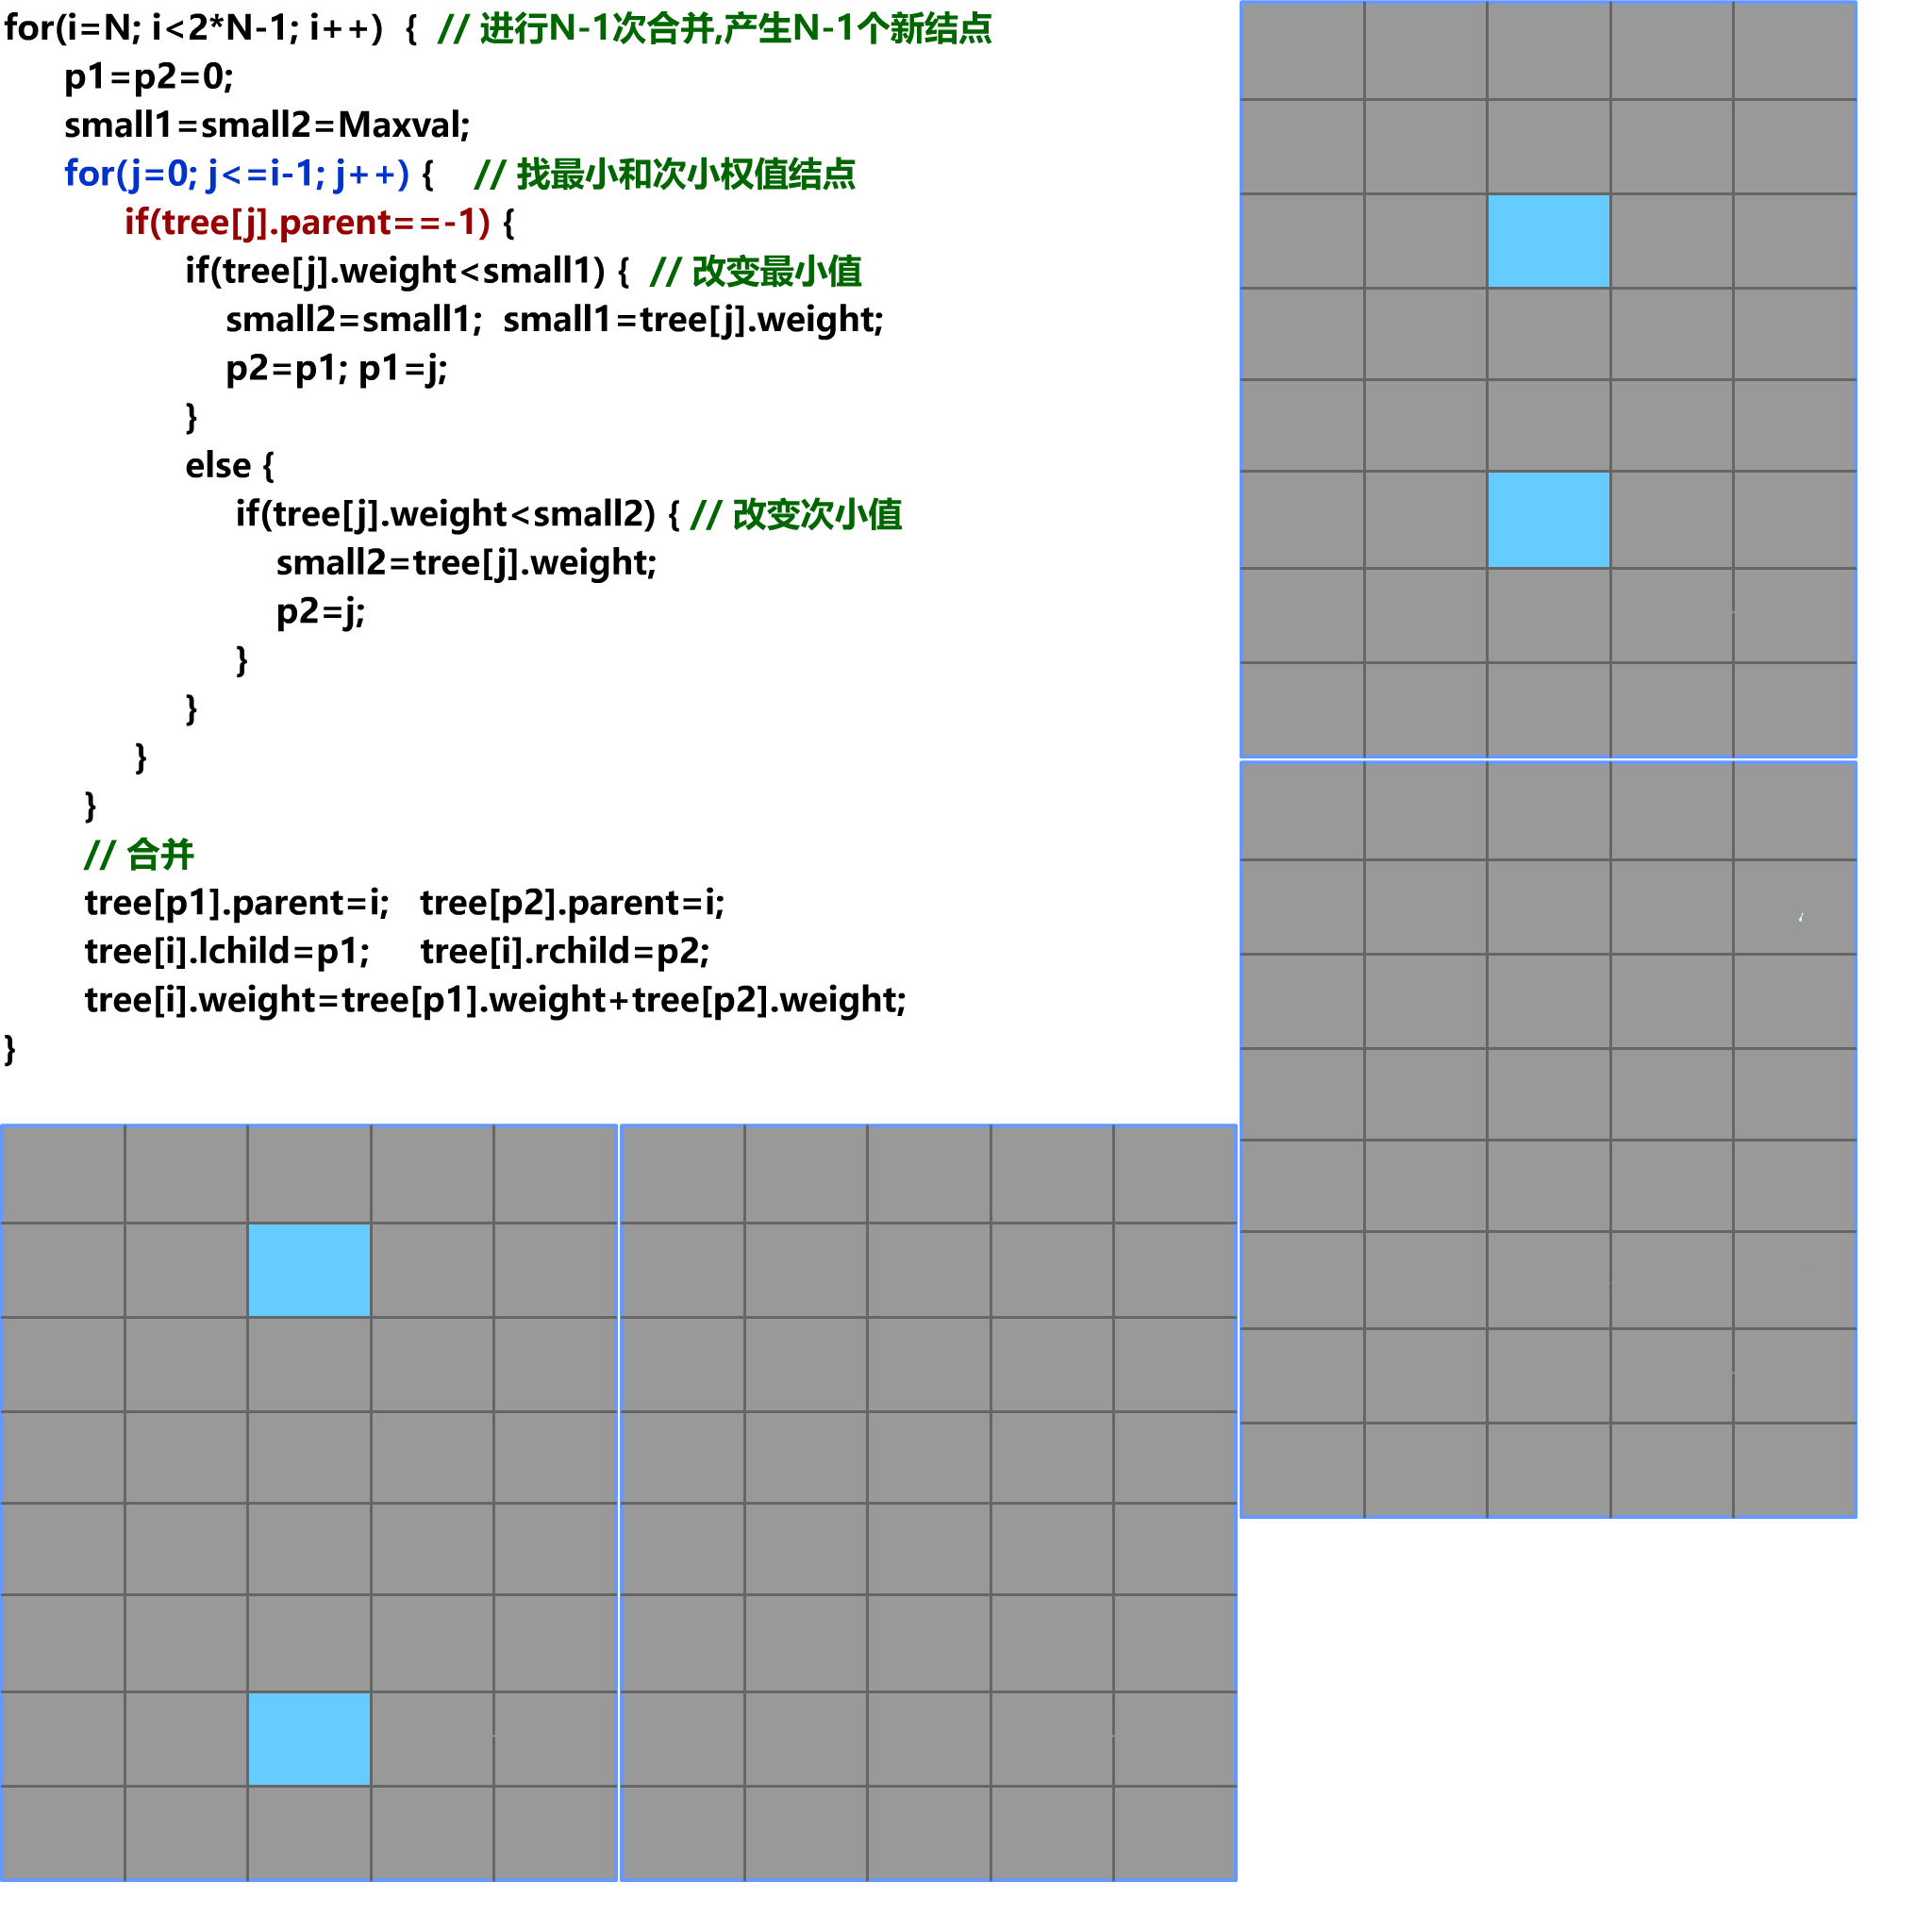 for(i=N; i<2*N-1; i++)  {  // 进行N-1次合并,产生N-1个新结点
p1=p2=0;
small1=small2=Maxval;
for(j=0; j<=i-1; j++) {    // 找最小和次小权值结点
if(tree[j].parent==-1) {
if(tree[j].weight<small1) {  // 改变最小值
small2=small1;  small1=tree[j].weight;
p2=p1; p1=j;
}
else {
if(tree[j].weight<small2) { // 改变次小值
small2=tree[j].weight;
p2=j;
}
}
}
}
// 合并
tree[p1].parent=i;   tree[p2].parent=i;
tree[i].lchild=p1;     tree[i].rchild=p2;
tree[i].weight=tree[p1].weight+tree[p2].weight;
}